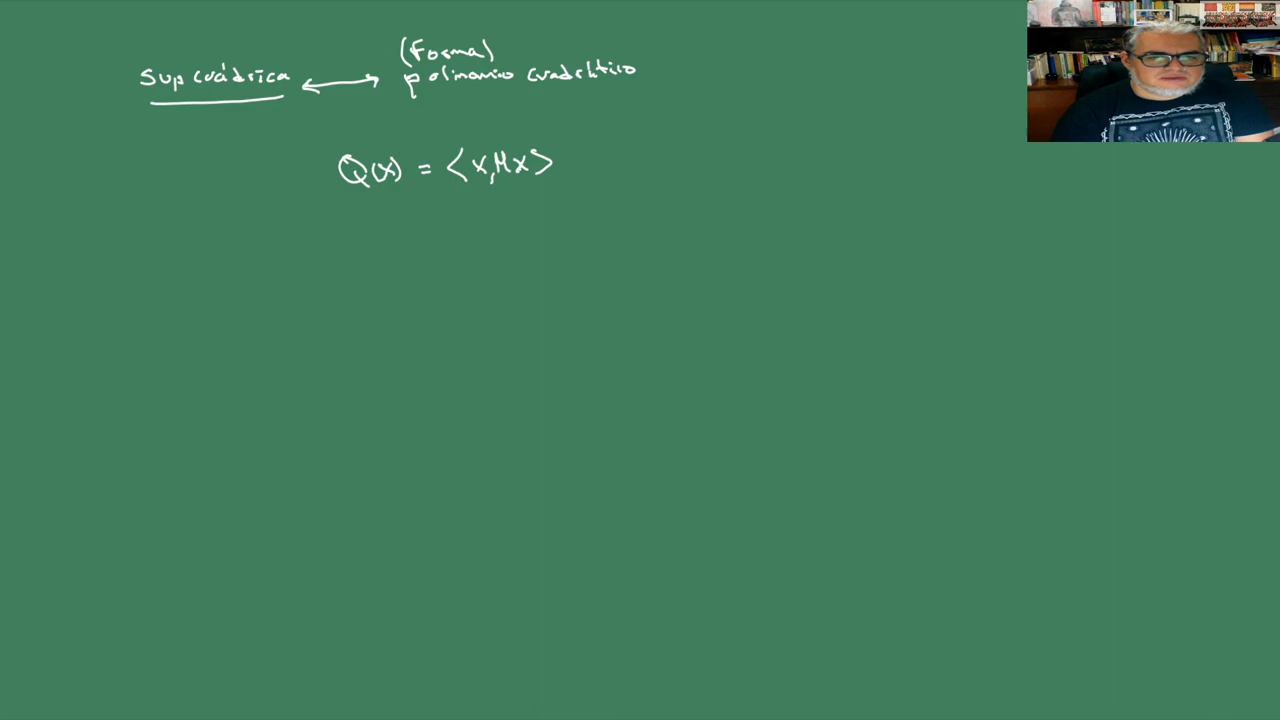 (Forma)
Sup cuádrica ⟷ polinomio cuadrático
Q(x) = <x,Mx>